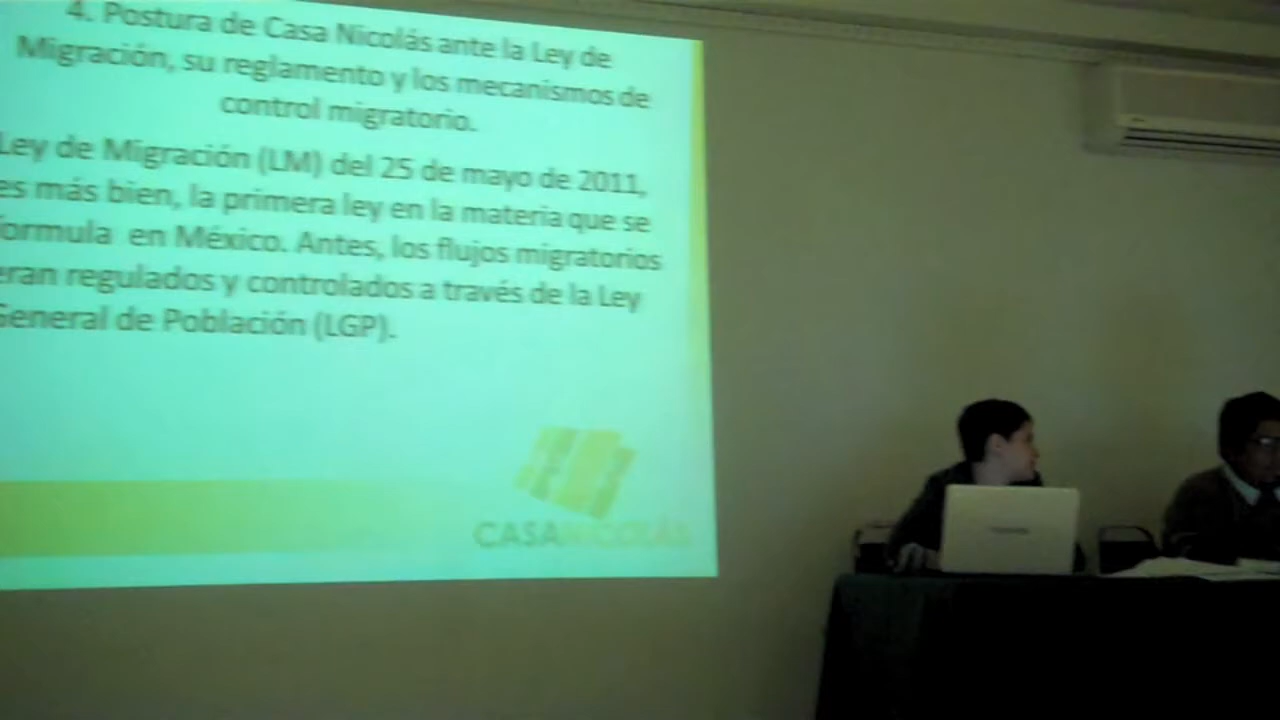 4. Postura de Casa Nicolás ante la Ley de
Migración, su reglamento y los mecanismos de
control migratorio.
Ley de Migración (LM) del 25 de mayo de 2011,
es más bien, la primera ley en la materia que se
formula en México. Antes, los flujos migratorios
eran regulados y controlados a través de la Ley
General de Población (LGP).
CASANICOLÁS